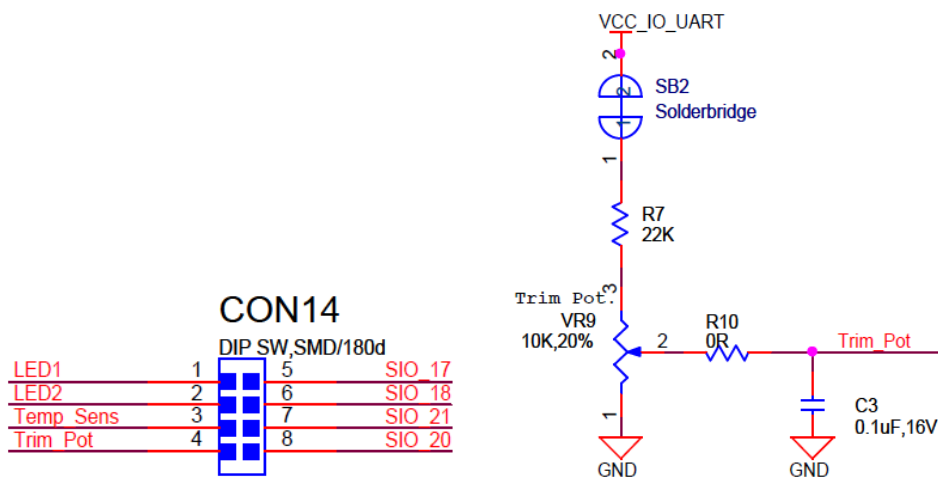 VCC_IO_UART
2
2
SB2
Solderbridge
1
1
R7
22K
3
Trim Pot.
VR9
10K,20%
2
R10
0R
Trim_Pot
1
C3
0.1uF,16V
GND
GND
CON14
DIP SW,SMD/180d
LED1 1 5 SIO_17
LED2 2 6 SIO_18
Temp_Sens 3 7 SIO_21
Trim_Pot 4 8 SIO_20